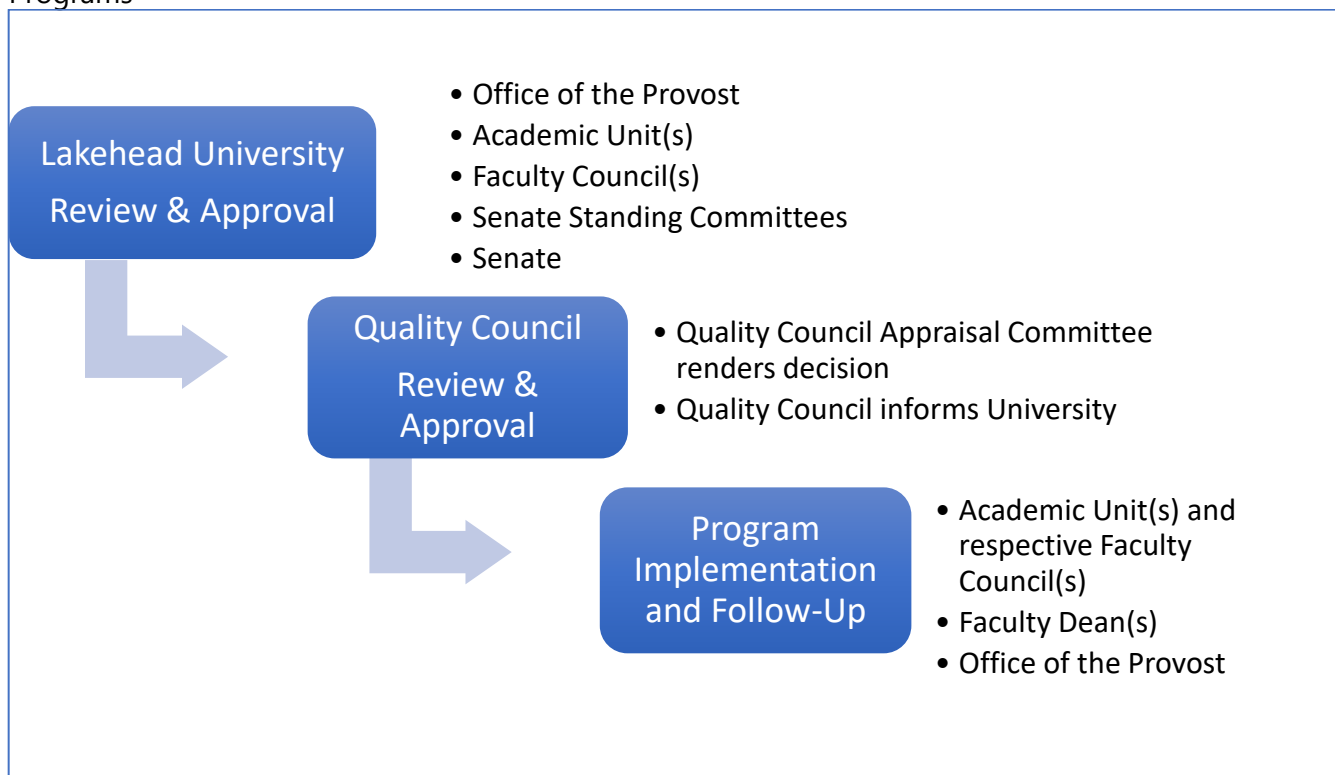 Programs
Lakehead University
Review & Approval
• Office of the Provost
• Academic Unit(s)
• Faculty Council(s)
• Senate Standing Committees
• Senate
Quality Council
Review &
Approval
• Quality Council Appraisal Committee
renders decision
• Quality Council informs University
Program
Implementation
and Follow-Up
• Academic Unit(s) and
respective Faculty
Council(s)
• Faculty Dean(s)
• Office of the Provost